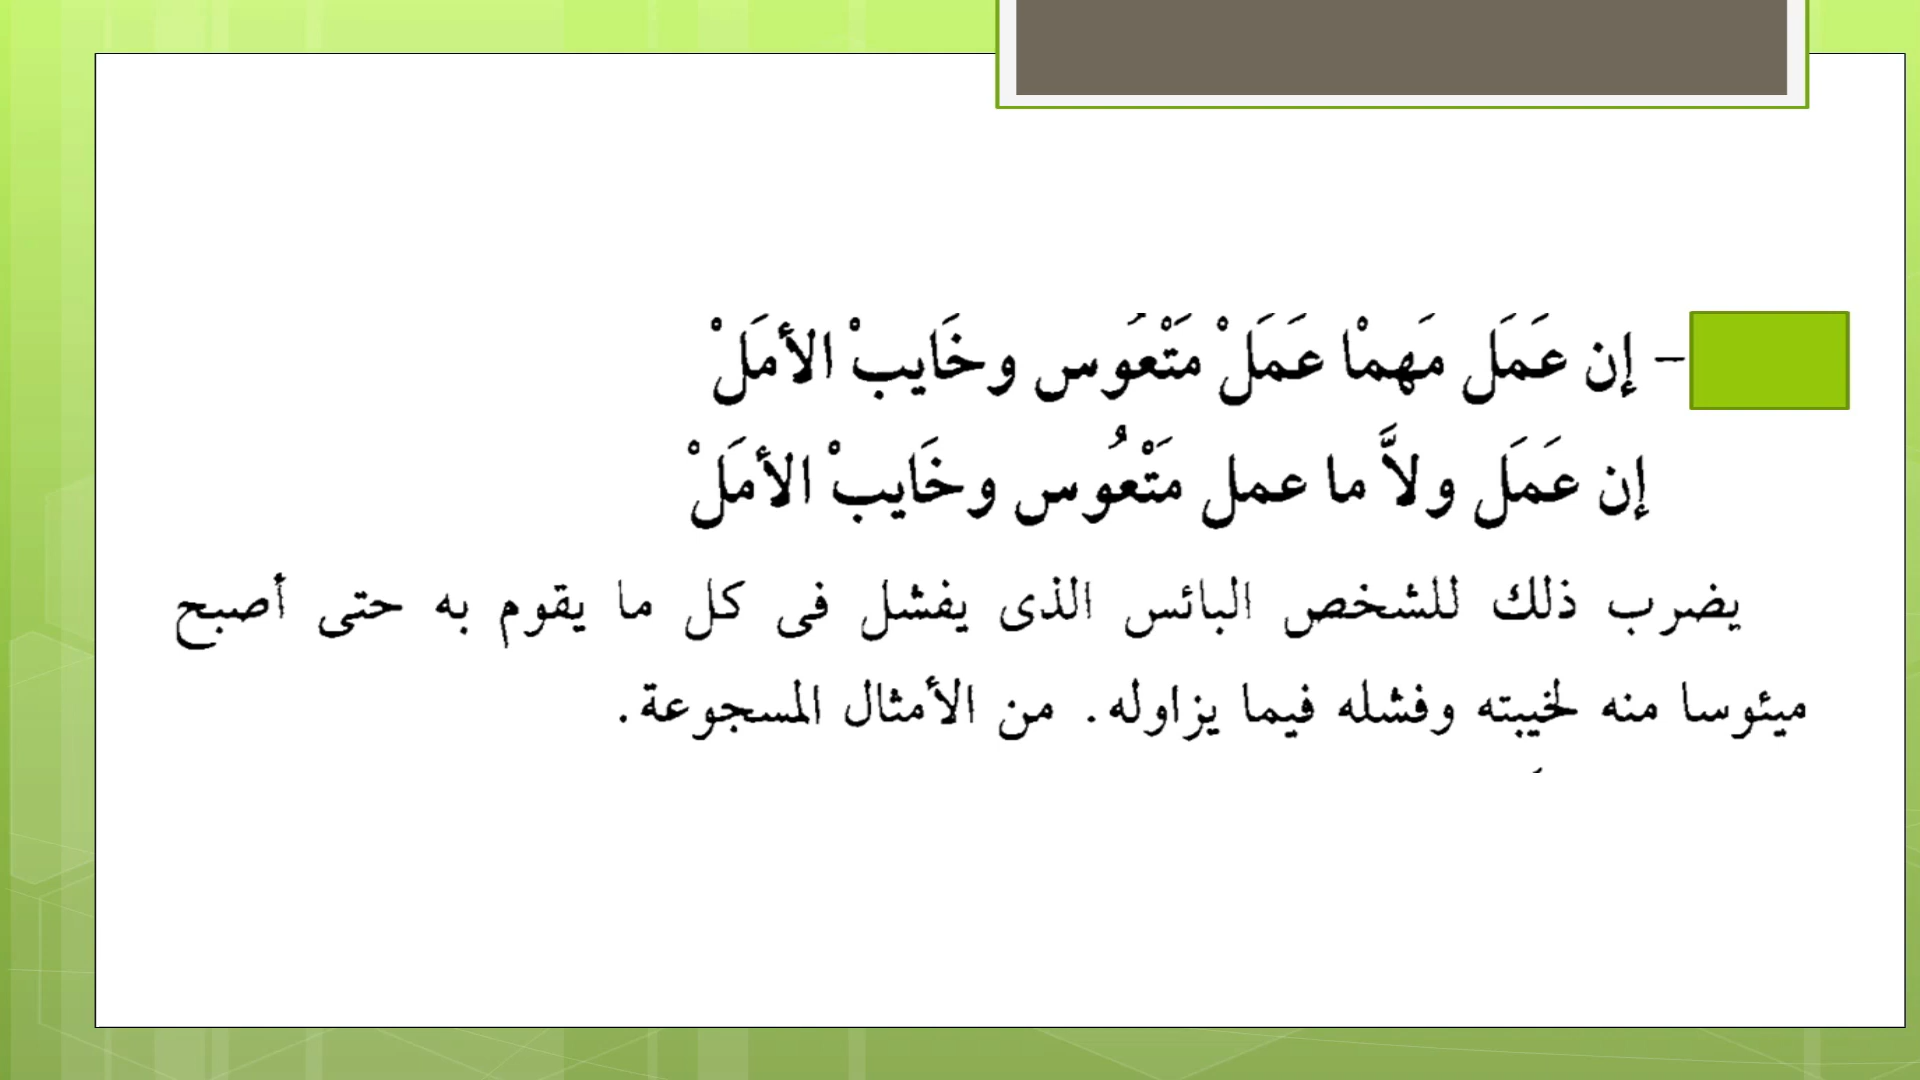 – إن عَمَل مَهمْا عَمَلْ مَتْعُوس وخَايبْ الأمَلْ
إن عَمَل ولاَّ ما عمل مَتْعُوس وخَايبْ الأمَلْ
يضرب ذلك للشخص البائس الذى يفشل فى كل ما يقوم به حتى أصبح
ميئوسا منه لخيبته وفشله فيما يزاوله . من الأمثال المسجوعة .